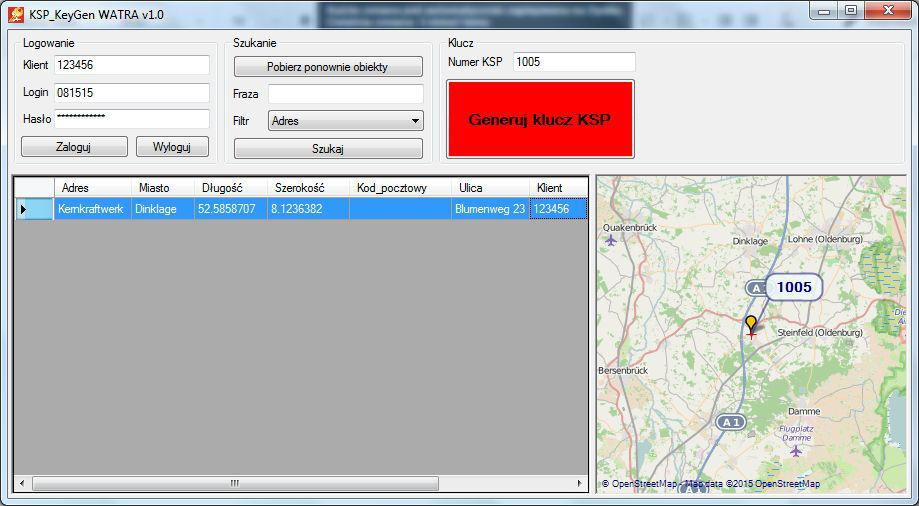 KSP_KeyGen WATRA v1.0
Logowanie
Klient 123456
Login 081515
Hasło ************
Zaloguj Wyloguj
Szukanie
Pobierz ponownie obiekty
Fraza
Filtr Adres
Szukaj
Klucz
Numer KSP 1005
Generuj klucz KSP
Adres Miasto Długość Szerokość Kod_pocztowy Ulica Klient
Kernkraftwerk Dinklage 52.5858707 8.1236382 Blumenweg 23 123456
Quakenbrück
Dinklage Lohne (Oldenburg)
A 1005
Steinfeld (Oldenburg)
Bersenbrück
Damme
A 1
Flugplatz
Damme
© OpenStreetMap - Map data ©2015 OpenStreetMap